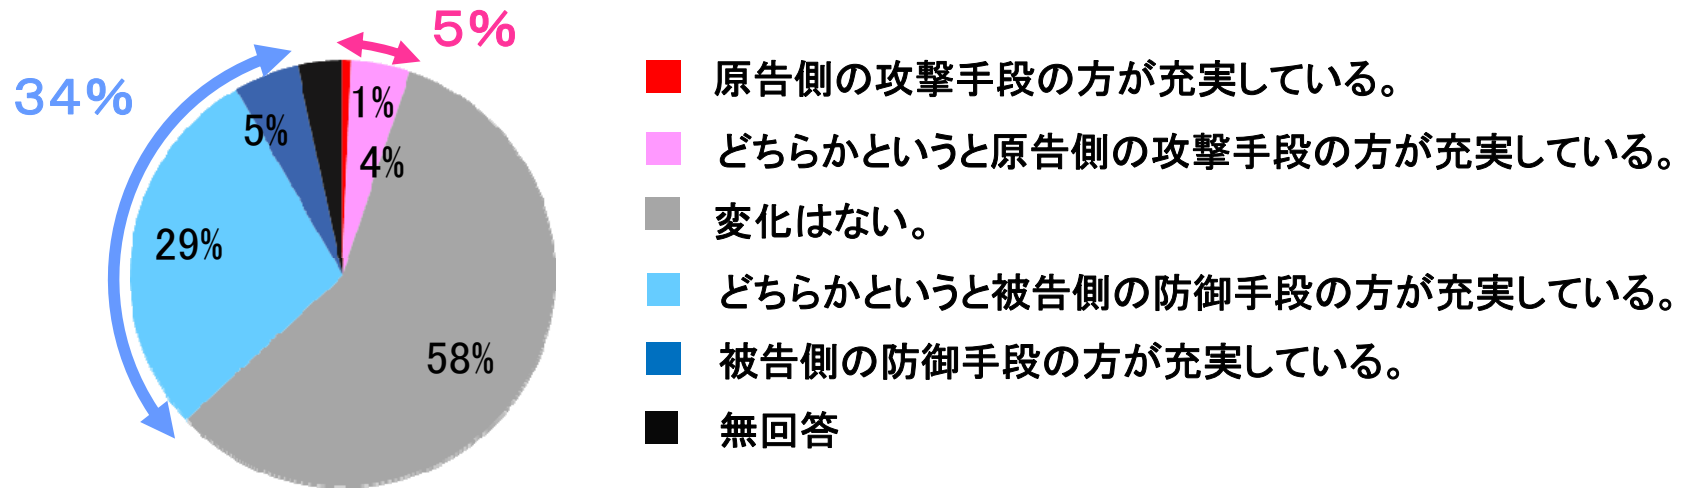 5%
34%
1%
5%
4%
29%
58%
原告側の攻撃手段の方が充実している。
どちらかというと原告側の攻撃手段の方が充実している。
変化はない。
どちらかというと被告側の防御手段の方が充実している。
被告側の防御手段の方が充実している。
無回答